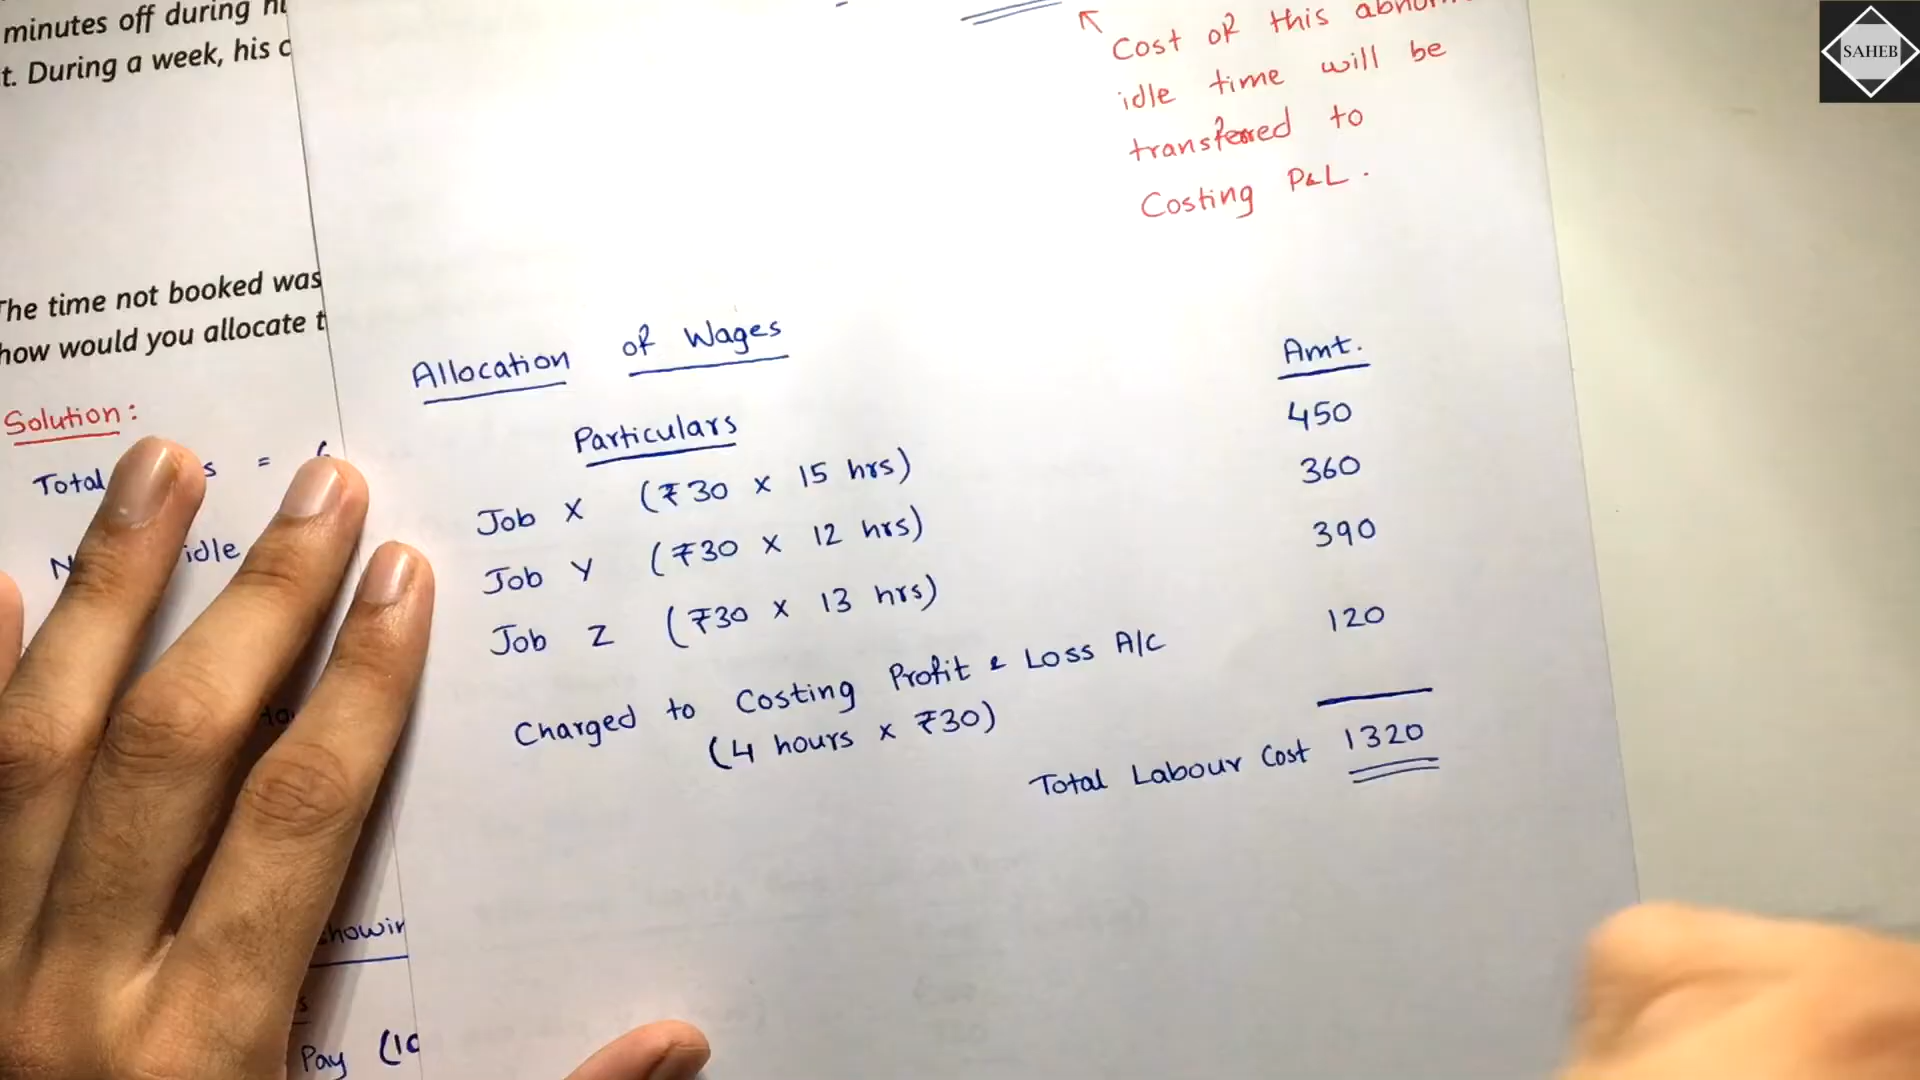 minutes off during
t. During a week, his
The time not booked was
how would you allocate t
Solution:
Total s =
idle
Pay (10
Cost of this
idle time will be
transferred to
Costing P&L.
Allocation of Wages
Particulars Amt.
Job X (₹30 x 15 hrs) 450
Job Y (₹30 x 12 hrs) 360
Job Z (₹30 x 13 hrs) 390
Charged to Costing Profit & Loss A/c 120
(4 hours x ₹30)
Total Labour Cost 1320
SAHEB